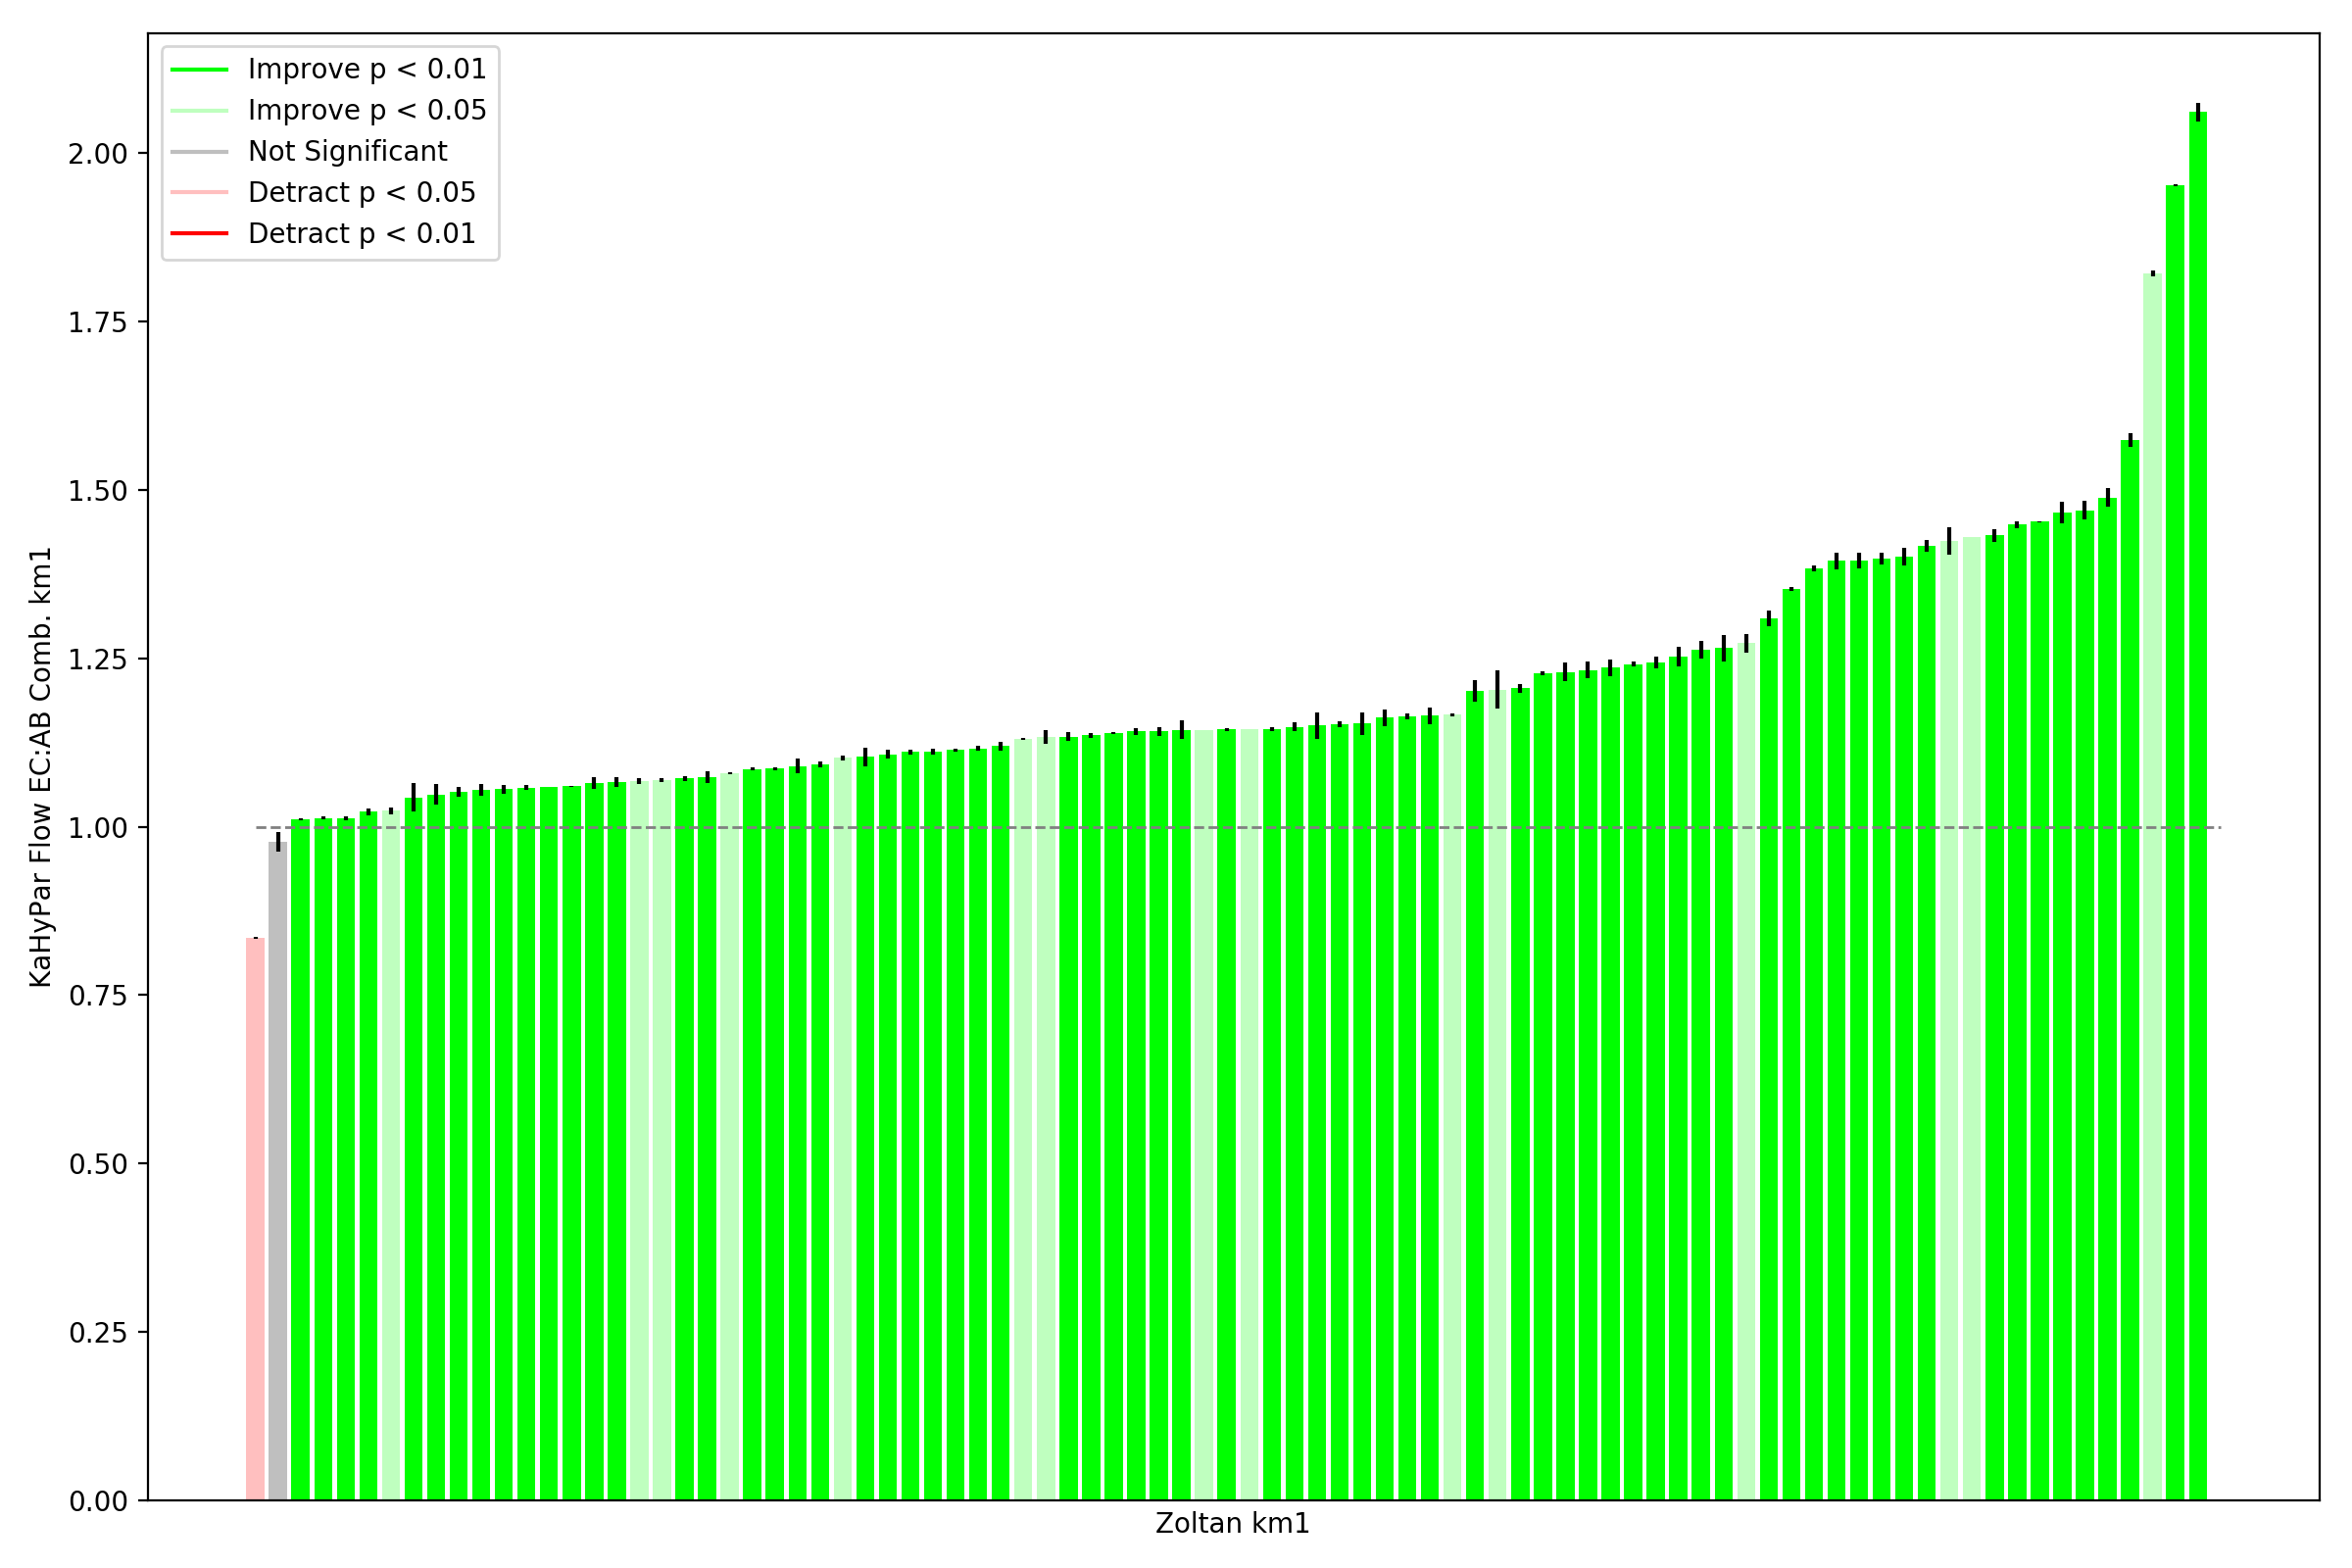 Improve p < 0.01
Improve p < 0.05
Not Significant
Detract p < 0.05
Detract p < 0.01
2.00
1.75
1.50
1.25
1.00
0.75
0.50
0.25
0.00
KaHyPar Flow EC:AB Comb. km1
Zoltan km1